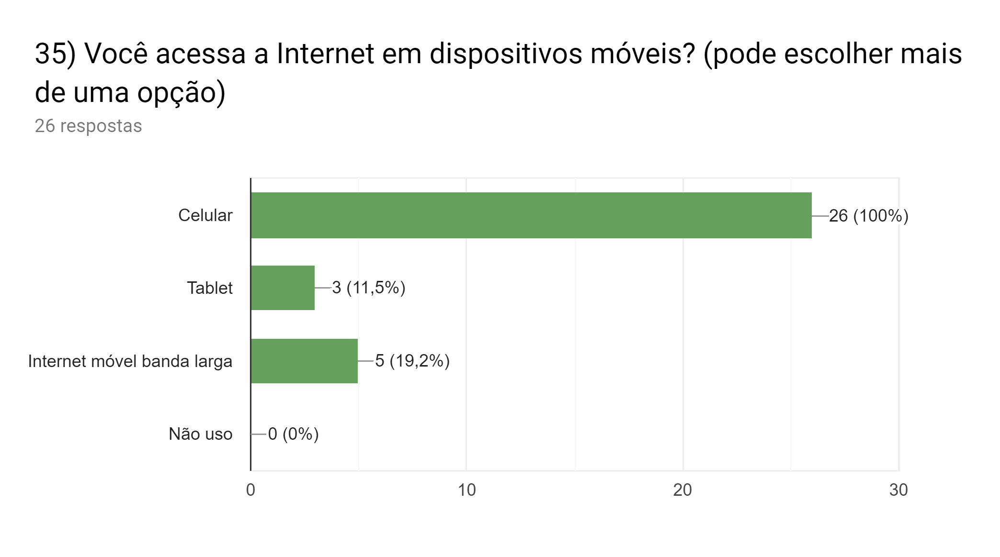 35) Você acessa a Internet em dispositivos móveis? (pode escolher mais
de uma opção)
26 respostas
Celular
26 (100%)
Tablet
3 (11,5%)
Internet móvel banda larga
5 (19,2%)
Não uso
0 (0%)
0
10
20
30